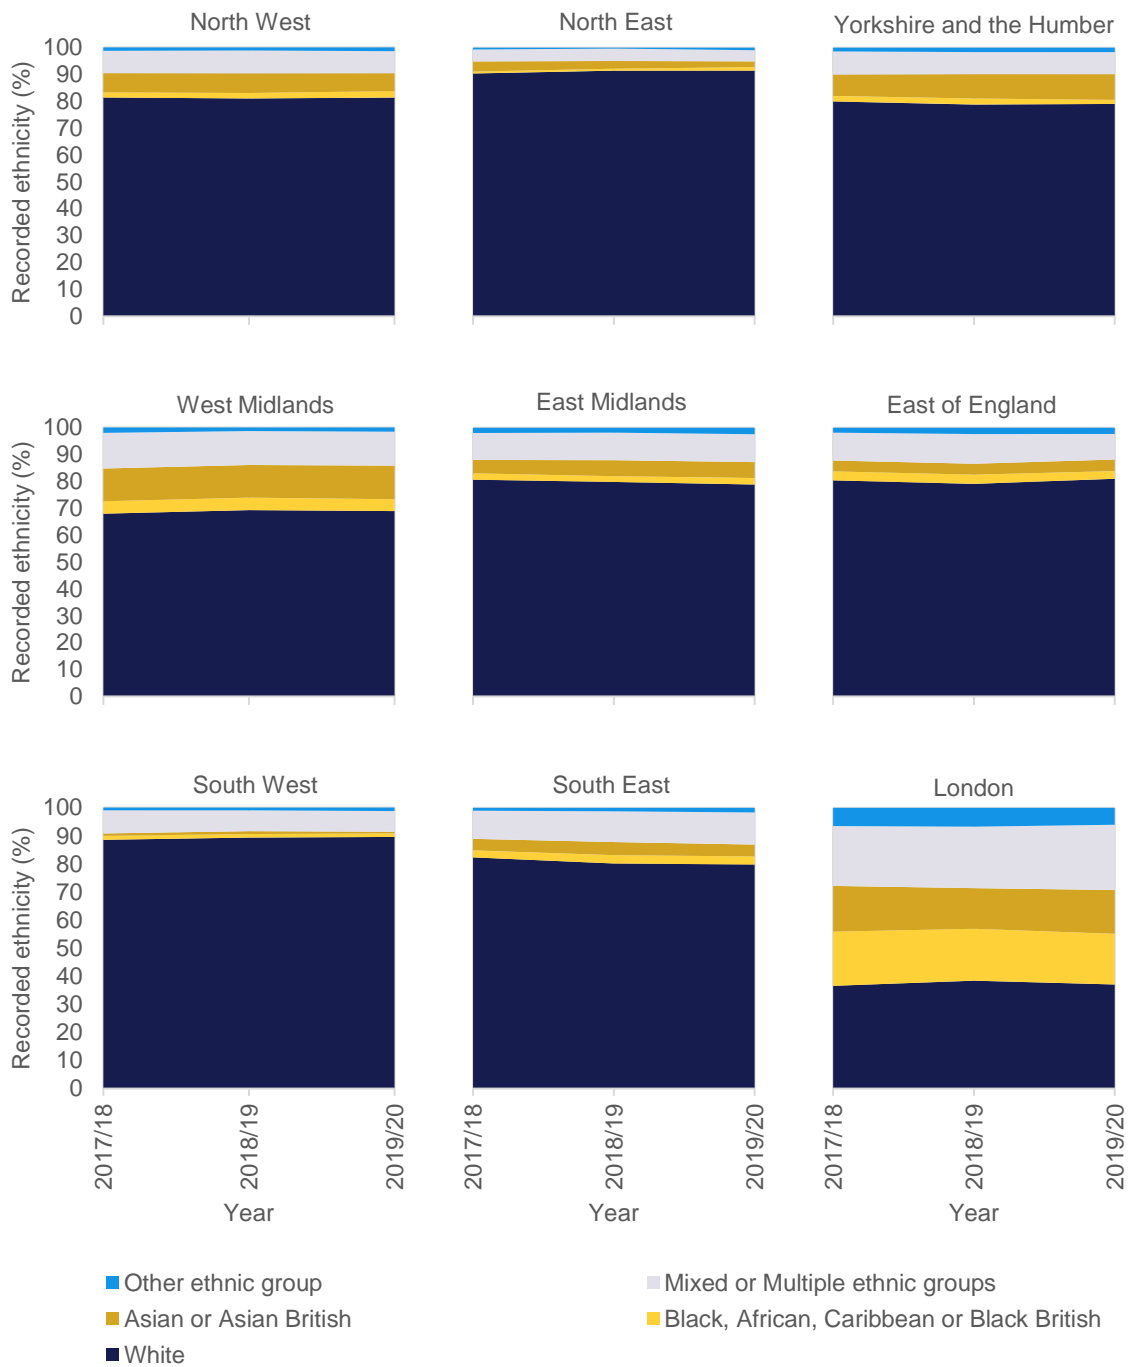 North West
North East
Yorkshire and the Humber
Recorded ethnicity (%)
100
90
80
70
60
50
40
30
20
10
0
West Midlands
East Midlands
East of England
Recorded ethnicity (%)
100
90
80
70
60
50
40
30
20
10
0
South West
South East
London
Recorded ethnicity (%)
100
90
80
70
60
50
40
30
20
10
0
2017/18
2018/19
2019/20
2017/18
2018/19
2019/20
2017/18
2018/19
2019/20
Year
Year
Year
Other ethnic group
Mixed or Multiple ethnic groups
Asian or Asian British
Black, African, Caribbean or Black British
White